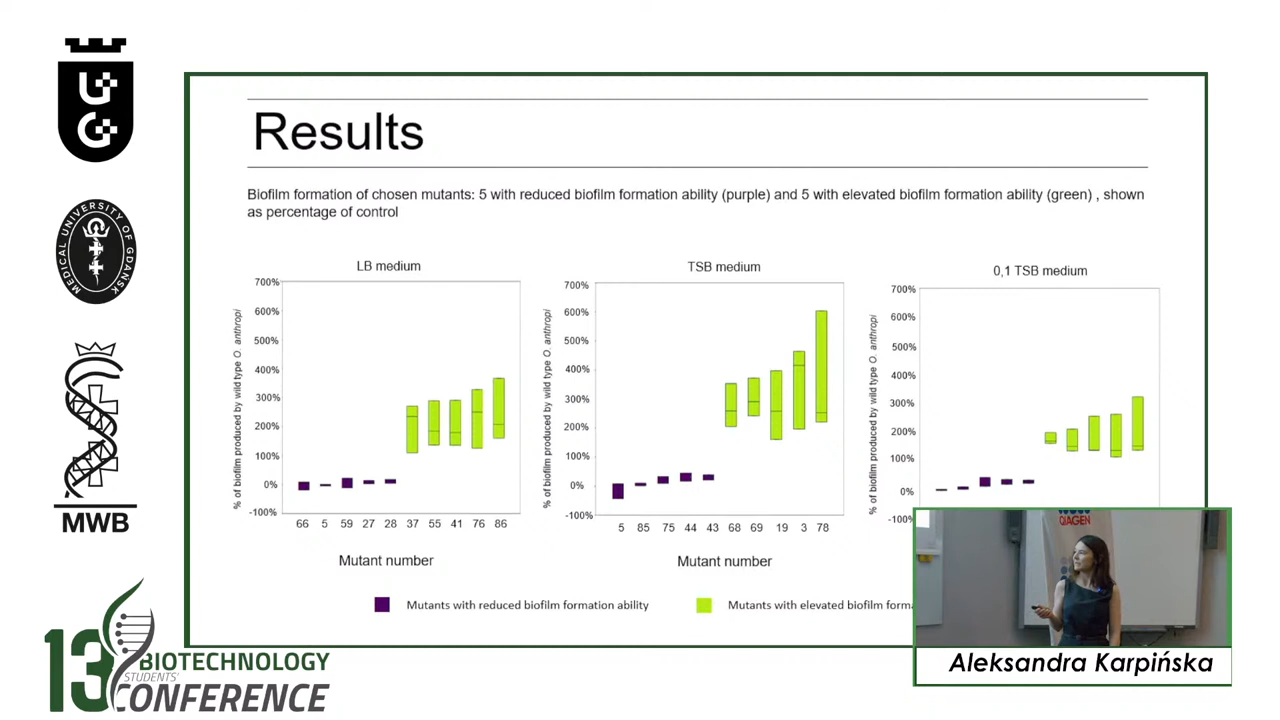 UG
MEDICAL UNIVERSITY OF GDAŃSK
MWB
13 BIOTECHNOLOGY
STUDENTS'
CONFERENCE
Results
Biofilm formation of chosen mutants: 5 with reduced biofilm formation ability (purple) and 5 with elevated biofilm formation ability (green) , shown
as percentage of control
LB medium
% of biofilm produced by wild type O. anthropi
700%
600%
500%
400%
300%
200%
100%
0%
-100%
66 5 59 27 28 37 55 41 76 86
Mutant number
TSB medium
% of biofilm produced by wild type O. anthropi
700%
600%
500%
400%
300%
200%
100%
0%
-100%
5 85 75 44 43 68 69 19 3 78
Mutant number
0,1 TSB medium
% of biofilm produced by wild type O. anthropi
700%
600%
500%
400%
300%
200%
100%
0%
-100%
Mutants with reduced biofilm formation ability
Mutants with elevated biofilm forma
QIAGEN
Aleksandra Karpińska